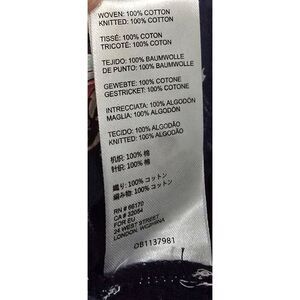 WOVEN: 100% COTTON
KNITTED: 100% COTTON
TISSÉ: 100% COTON
TRICOTÉ: 100% COTON
TEJIDO: 100% BAUMWOLLE
DE PUNTO: 100% BAUMWOLLE
GEWEBTE: 100% COTONE
GESTRICKET: 100% COTONE
INTRECCIATA: 100% ALGODÓN
MAGLIA: 100% ALGODÓN
TECIDO: 100% ALGODÃO
KNIT: 100% ALGODÃO
机织: 100% 棉
针织: 100% 棉
織り: 100% コットン
編み物: 100% コットン
RN # 66170
CA # 32054
FOR EU
24 WEST STREET
LONDON, WC2H9NA
DB1137981